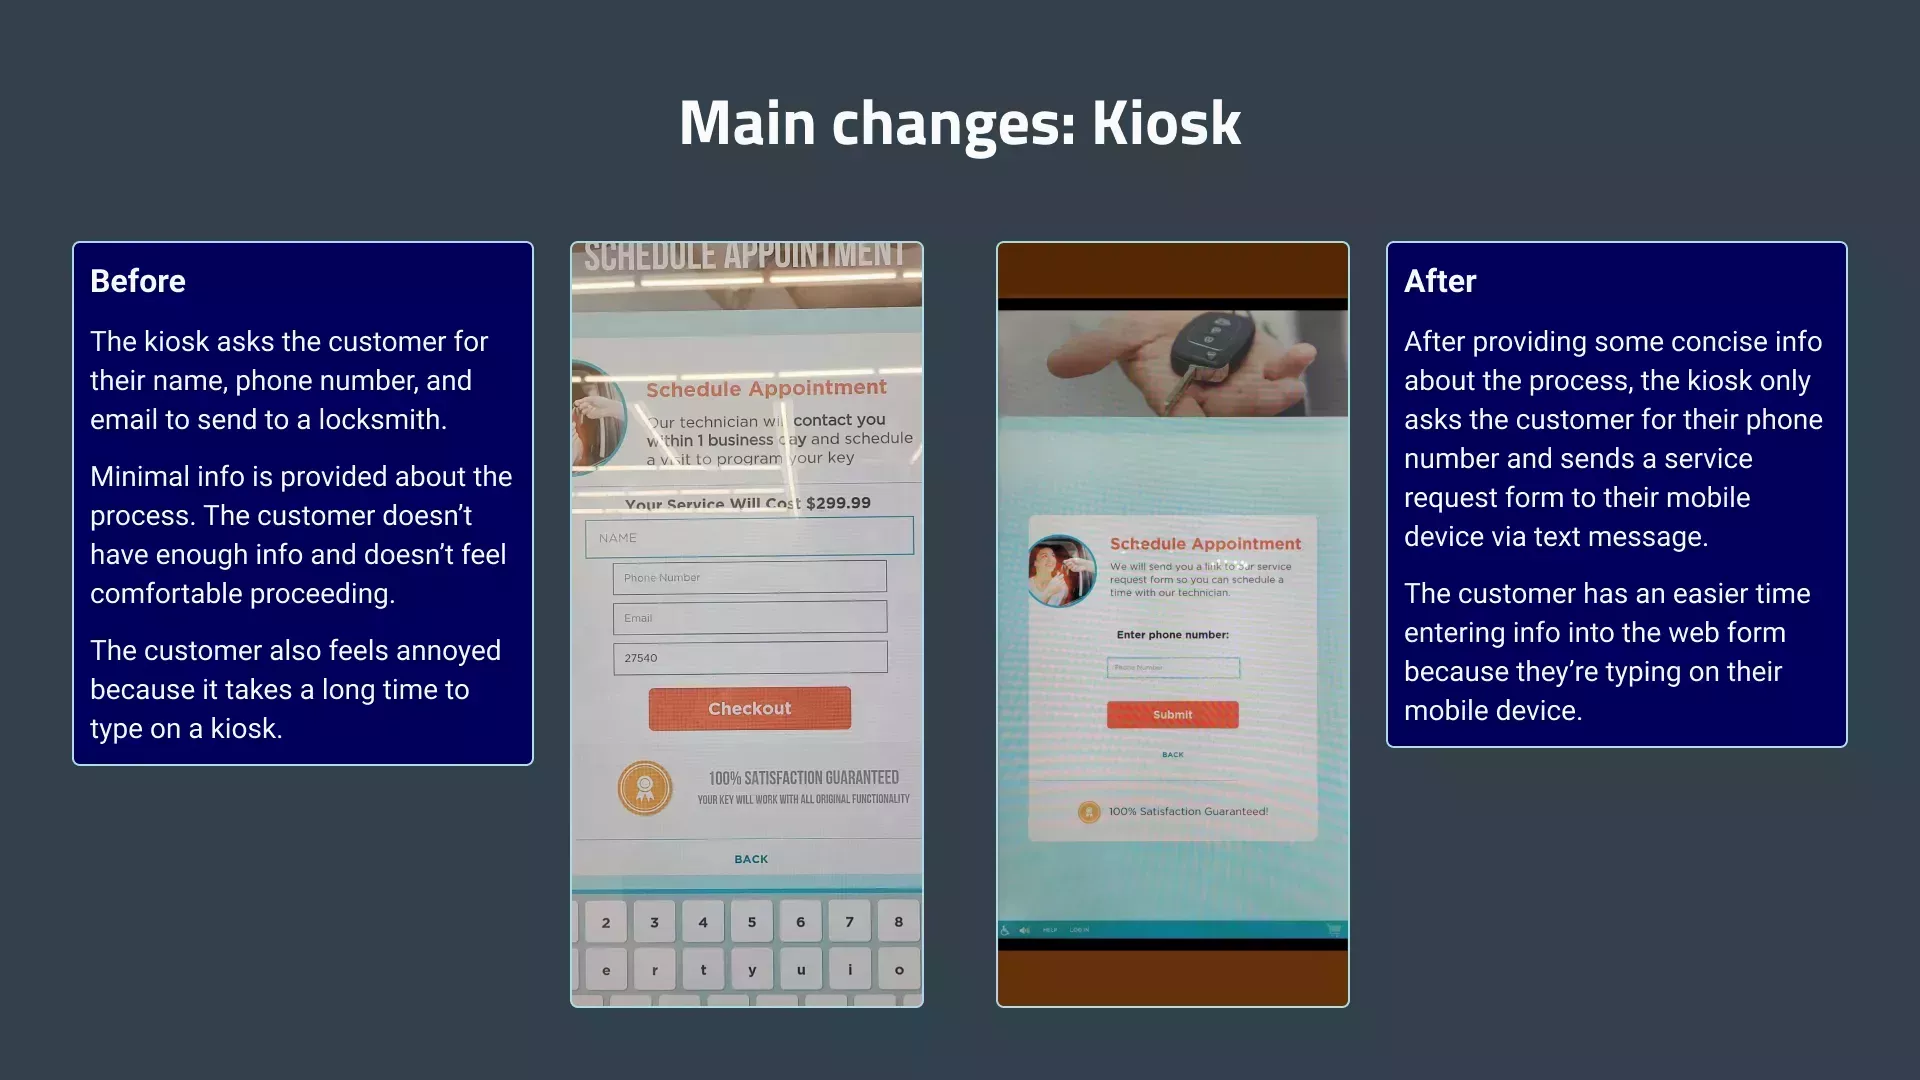 Main changes: Kiosk
Before
The kiosk asks the customer for
their name, phone number, and
email to send to a locksmith.
Minimal info is provided about the
process. The customer doesn’t
have enough info and doesn’t feel
comfortable proceeding.
The customer also feels annoyed
because it takes a long time to
type on a kiosk.
SCHEDULE APPOINTMENT
Schedule Appointment
Our technician will contact you
within 1 business day and schedule
a visit to program your key
Your Service Will Cost $299.99
NAME
Phone Number
Email
27540
Checkout
100% SATISFACTION GUARANTEED
YOUR KEY WILL WORK WITH ALL ORIGINAL FUNCTIONALITY
BACK
2 3 4 5 6 7 8
e r t y u i o
Schedule Appointment
We will send you a link to our service
request form so you can schedule a
time with our technician.
Enter phone number:
Phone Number
Submit
BACK
100% Satisfaction Guaranteed!
HELP LOG IN
After
After providing some concise info
about the process, the kiosk only
asks the customer for their phone
number and sends a service
request form to their mobile
device via text message.
The customer has an easier time
entering info into the web form
because they’re typing on their
mobile device.